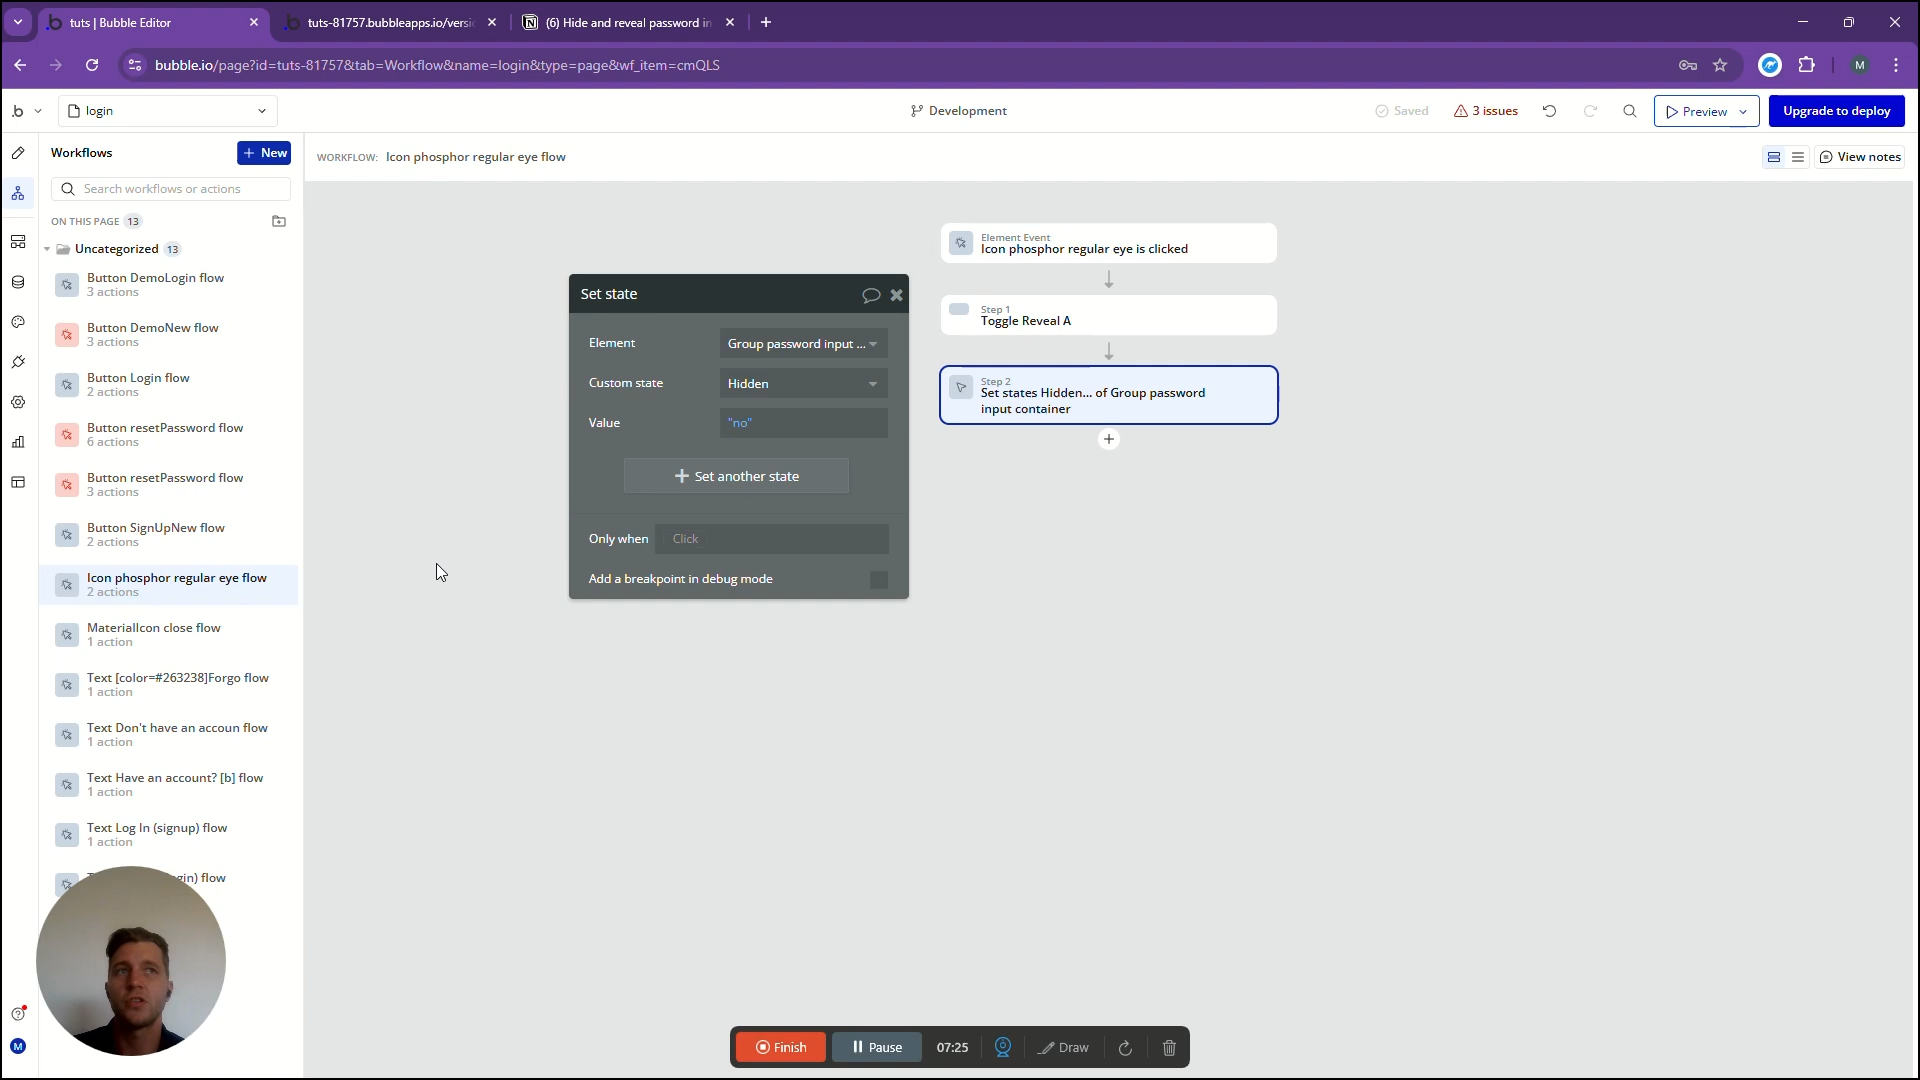 tuts | Bubble Editor
tuts-81757.bubbleapps.io/versi
(6) Hide and reveal password in
bubble.io/page?id=tuts-81757&tab=Workflow&name=login&type=page&wf_item=cmQLS
M
login
Development
Saved
3 issues
Preview
Upgrade to deploy
Workflows
New
WORKFLOW: Icon phosphor regular eye flow
View notes
Search workflows or actions
ON THIS PAGE 13
Uncategorized 13
Button DemoLogin flow
3 actions
Button DemoNew flow
3 actions
Button Login flow
2 actions
Button resetPassword flow
6 actions
Button resetPassword flow
3 actions
Button SignUpNew flow
2 actions
Icon phosphor regular eye flow
2 actions
MaterialIcon close flow
1 action
Text [color=#263238]Forgo flow
1 action
Text Don't have an accoun flow
1 action
Text Have an account? [b] flow
1 action
Text Log In (signup) flow
1 action
gin) flow
M
Set state
Element
Group password input ...
Custom state
Hidden
Value
"no"
Set another state
Only when
Click
Add a breakpoint in debug mode
Element Event
Icon phosphor regular eye is clicked
Step 1
Toggle Reveal A
Step 2
Set states Hidden... of Group password
input container
Finish
Pause
07:25
Draw